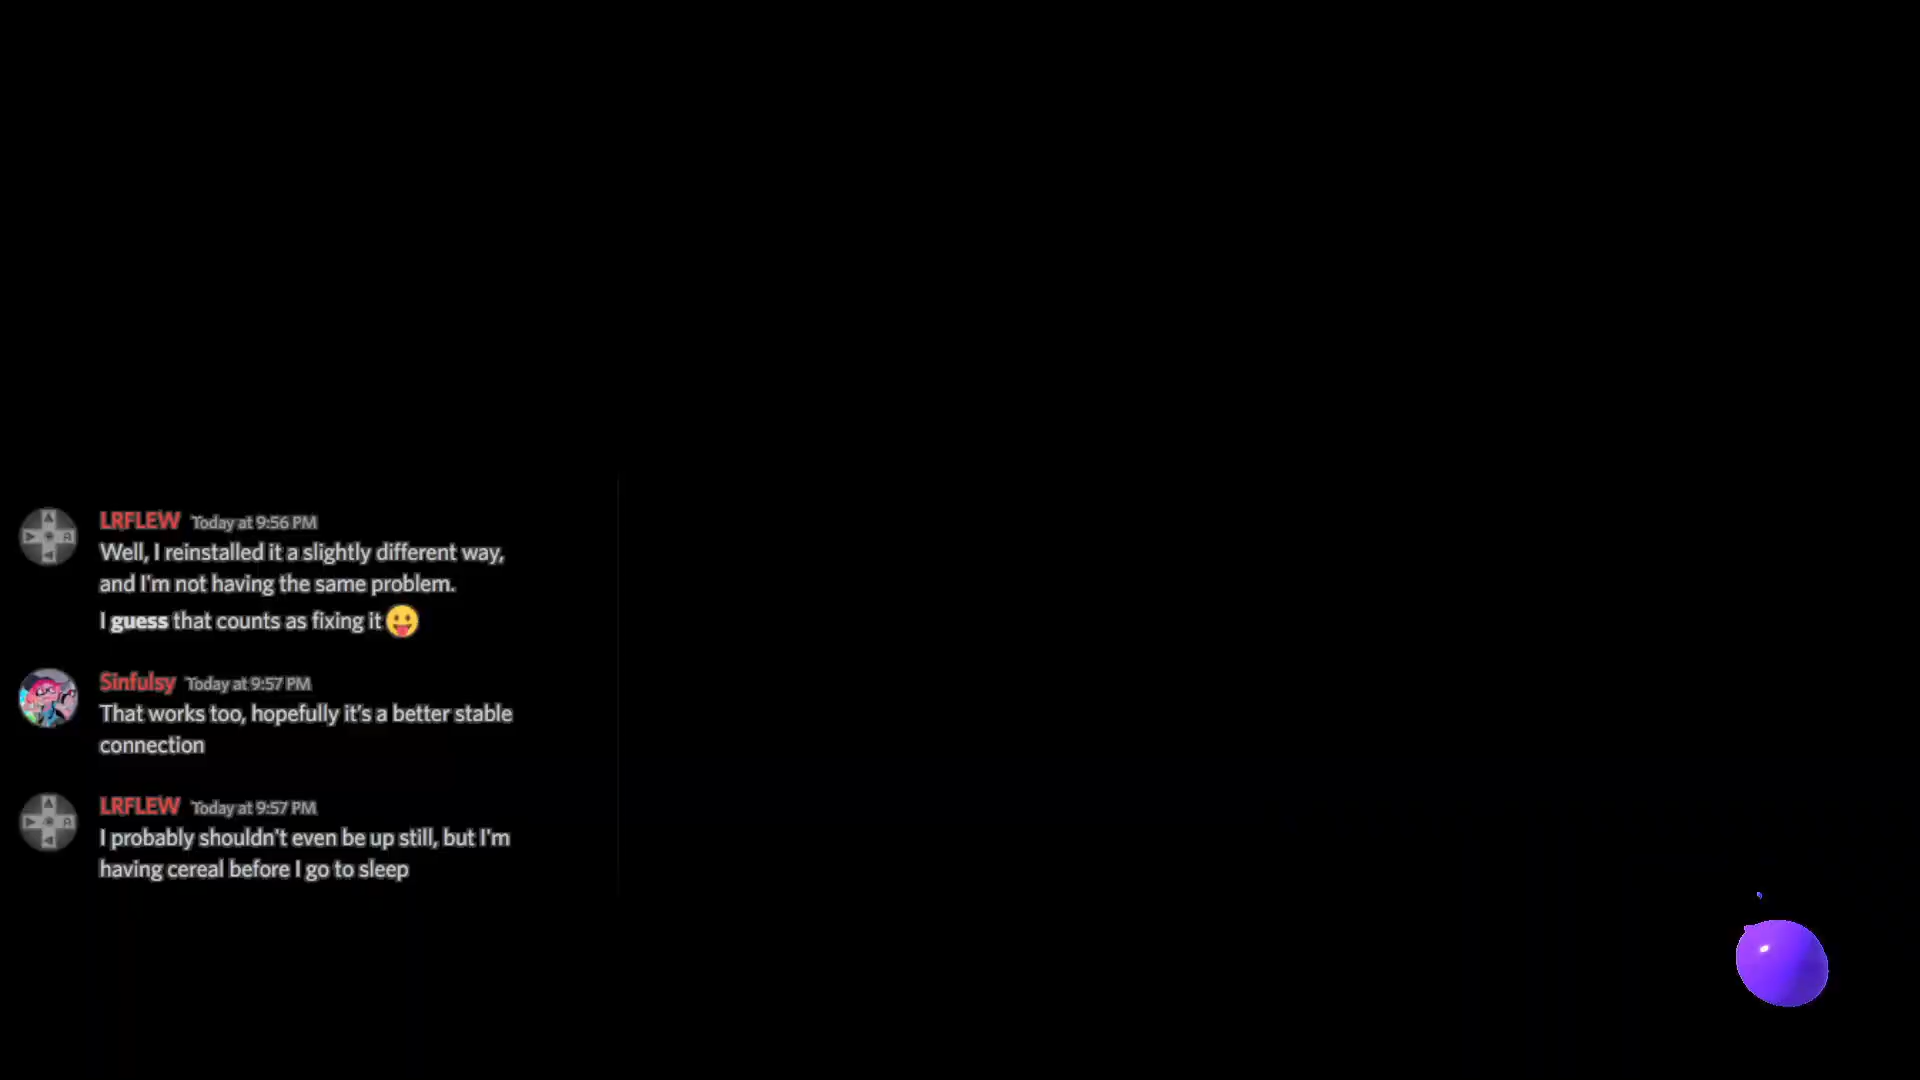 LRFLEW Today at 9:56 PM
Well, I reinstalled it a slightly different way,
and I'm not having the same problem.
I guess that counts as fixing it
Sinfulsy Today at 9:57 PM
That works too, hopefully it's a better stable
connection
LRFLEW Today at 9:57 PM
I probably shouldn't even be up still, but I'm
having cereal before I go to sleep